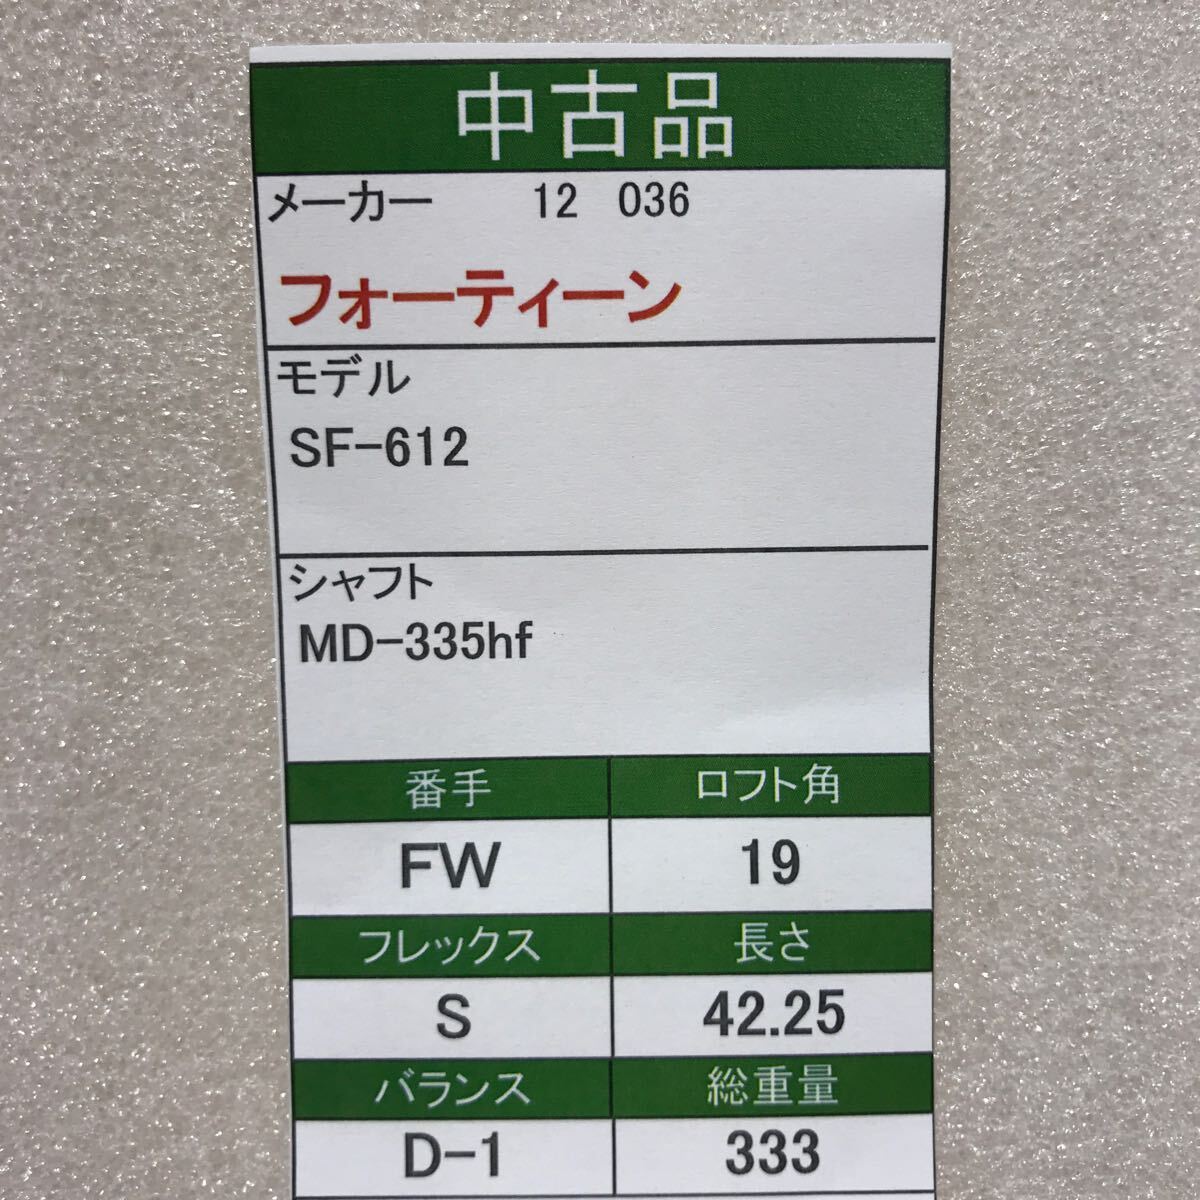 中古品
メーカー 12 036
フォーティーン
モデル
SF-612
シャフト
MD-335hf
番手 ロフト角
FW 19
フレックス 長さ
S 42.25
バランス 総重量
D-1 333